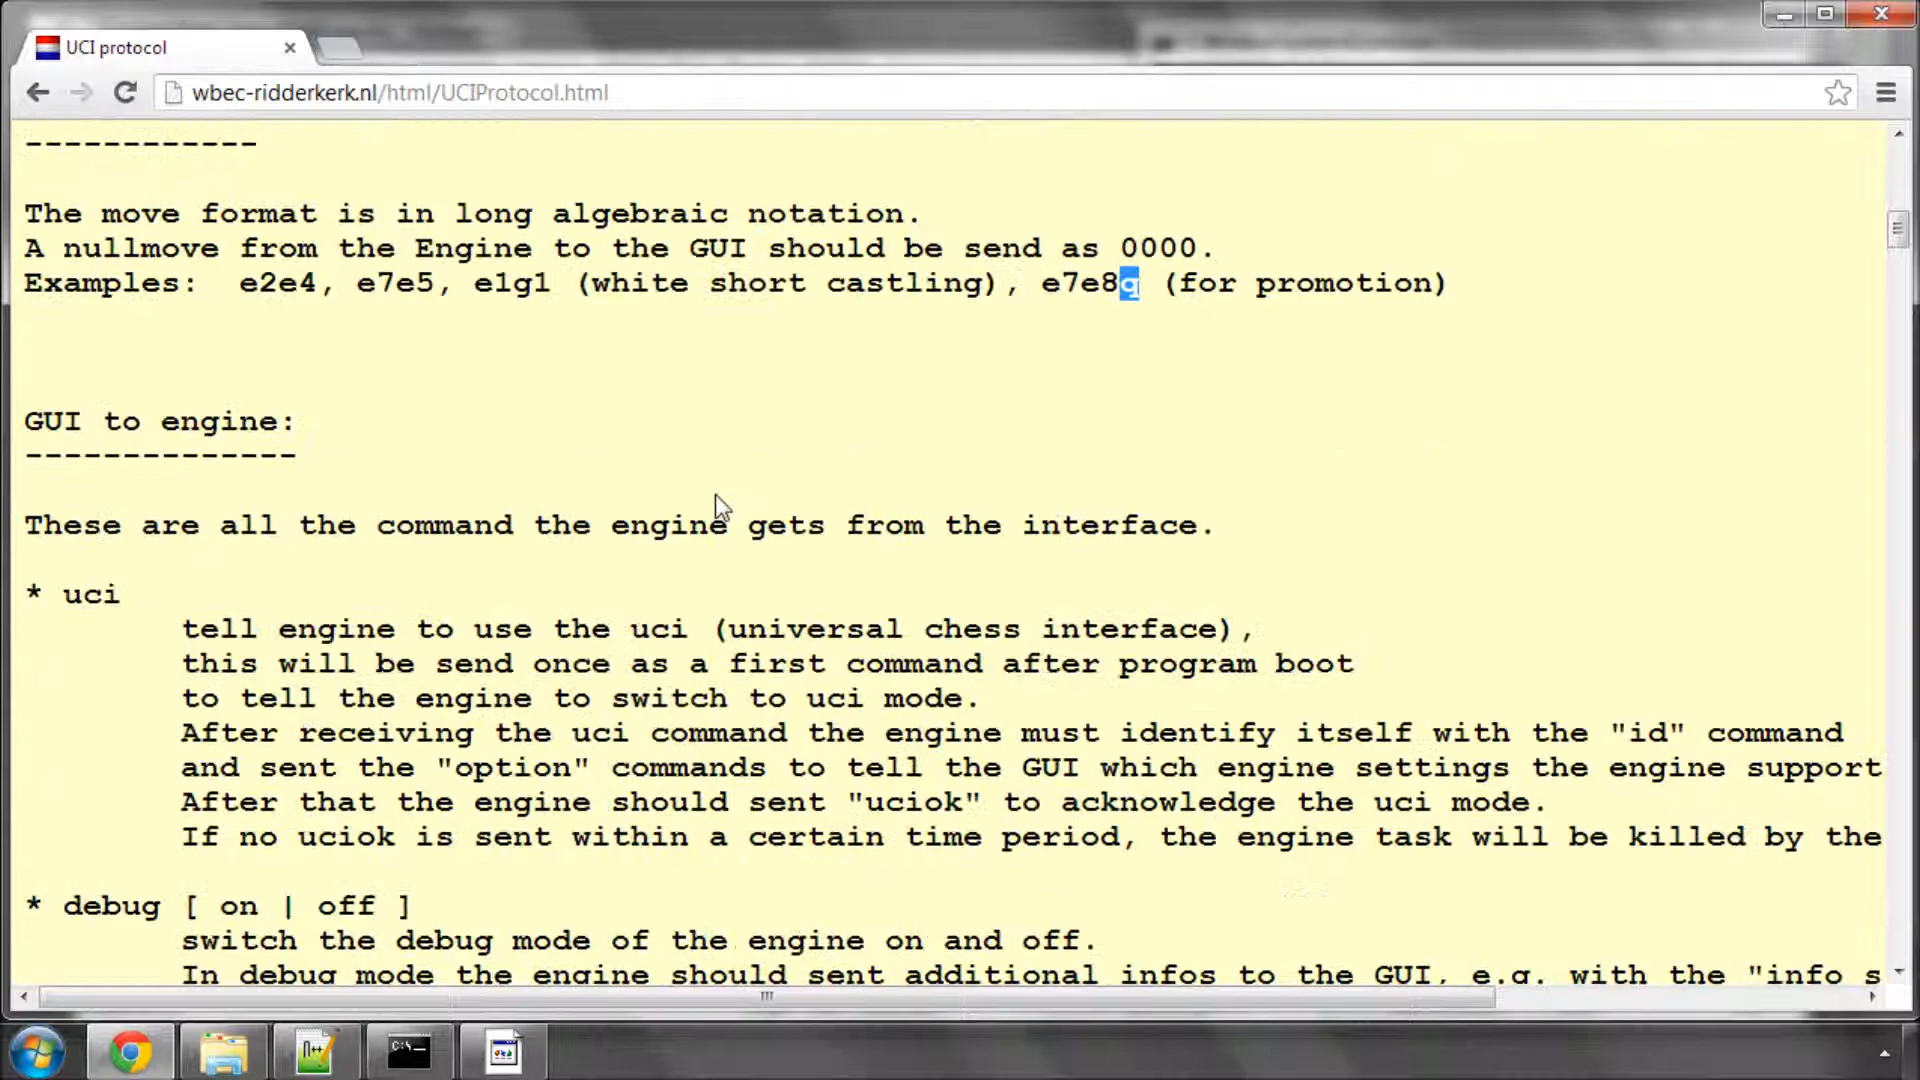 UCI protocol
wbec-ridderkerk.nl/html/UCIProtocol.html
------------
The move format is in long algebraic notation.
A nullmove from the Engine to the GUI should be send as 0000.
Examples:  e2e4, e7e5, e1g1 (white short castling), e7e8q (for promotion)
GUI to engine:
--------------
These are all the command the engine gets from the interface.
* uci
tell engine to use the uci (universal chess interface),
this will be send once as a first command after program boot
to tell the engine to switch to uci mode.
After receiving the uci command the engine must identify itself with the "id" command
and sent the "option" commands to tell the GUI which engine settings the engine support
After that the engine should sent "uciok" to acknowledge the uci mode.
If no uciok is sent within a certain time period, the engine task will be killed by the
* debug [ on | off ]
switch the debug mode of the engine on and off.
In debug mode the engine should sent additional infos to the GUI, e.g. with the "info s